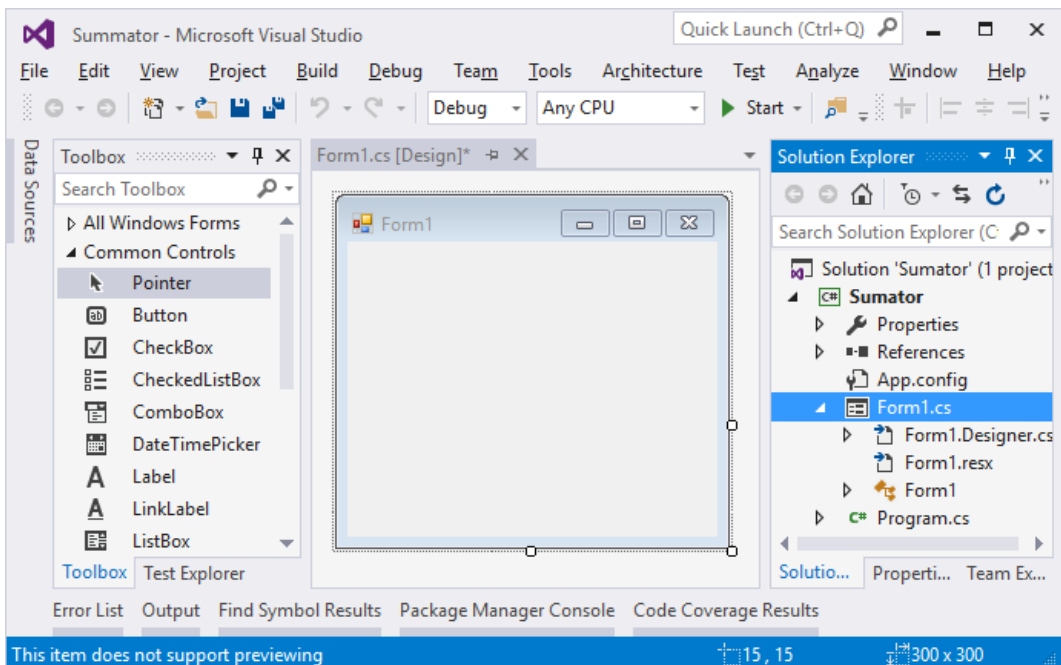 Summator - Microsoft Visual Studio
Quick Launch (Ctrl+Q)
File Edit View Project Build Debug Team Tools Architecture Test Analyze Window Help
Debug Any CPU Start
Data Sources
Toolbox
Search Toolbox
All Windows Forms
Common Controls
Pointer
ab Button
CheckBox
CheckedListBox
ComboBox
DateTimePicker
A Label
A LinkLabel
ListBox
Toolbox Test Explorer
Form1.cs [Design]*
Form1
Solution Explorer
Search Solution Explorer (C
Solution 'Sumator' (1 project
C# Sumator
Properties
References
App.config
Form1.cs
Form1.Designer.cs
Form1.resx
Form1
C# Program.cs
Solutio... Properti... Team Ex...
Error List Output Find Symbol Results Package Manager Console Code Coverage Results
This item does not support previewing 15 , 15 300 x 300